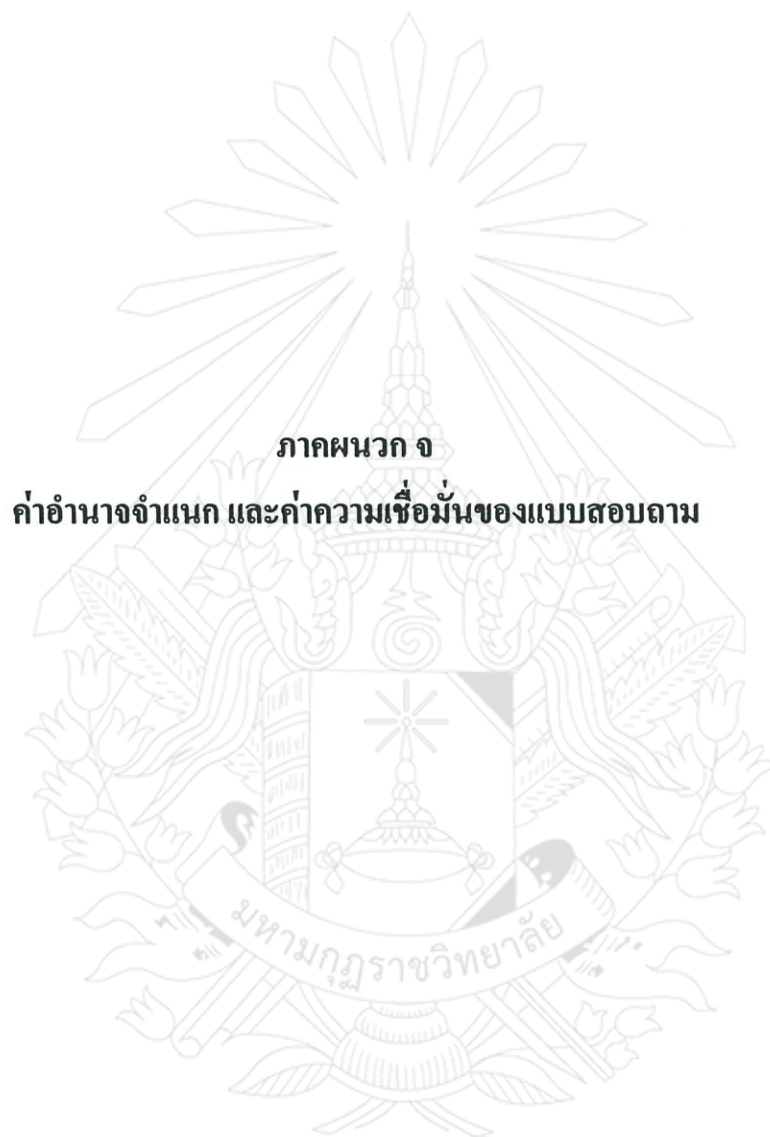 ภาคผนวก จ
ค่าอำนาจจำแนก และค่าความเชื่อมั่นของแบบสอบถาม
มหามกุฏราชวิทยาลัย